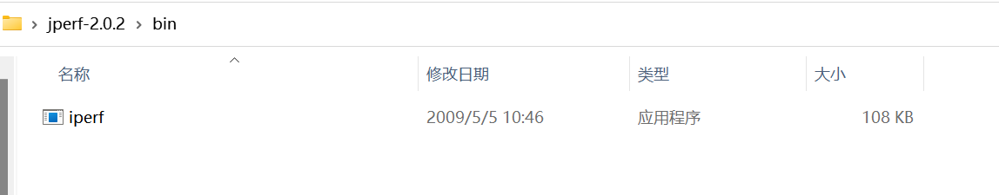 jperf-2.0.2 > bin
名称 修改日期 类型 大小
iperf 2009/5/5 10:46 应用程序 108 KB